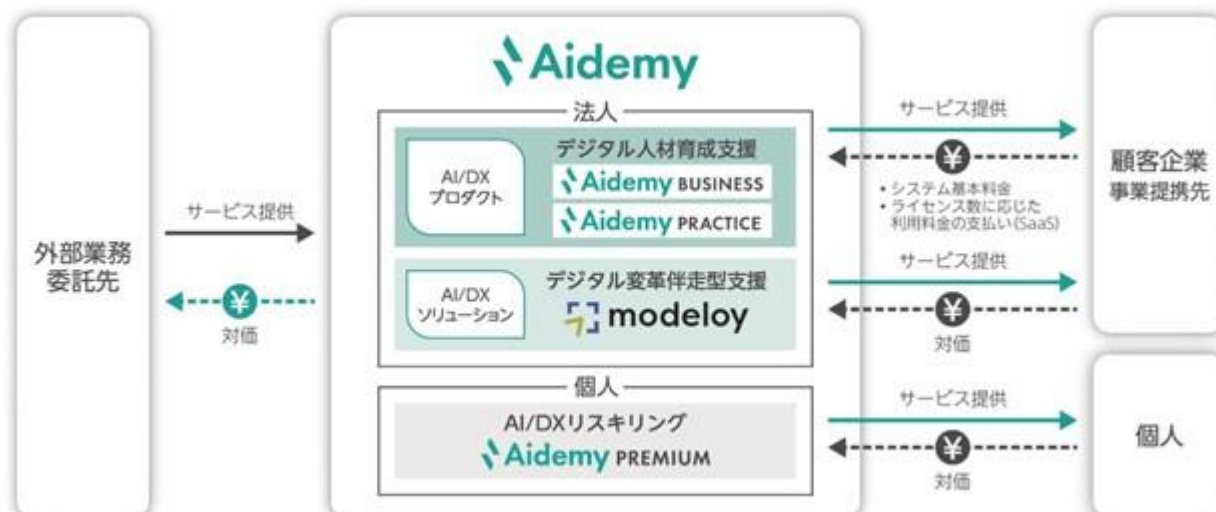 Aidemy
法人
AI/DX
プロダクト
デジタル人材育成支援
Aidemy BUSINESS
Aidemy PRACTICE
AI/DX
ソリューション
デジタル変革伴走型支援
modeloy
個人
AI/DXリスキリング
Aidemy PREMIUM
外部業務
委託先
サービス提供
¥
対価
サービス提供
¥
• システム基本料金
• ライセンス数に応じた
利用料金の支払い(SaaS)
サービス提供
¥
対価
サービス提供
¥
対価
顧客企業
事業提携先
個人